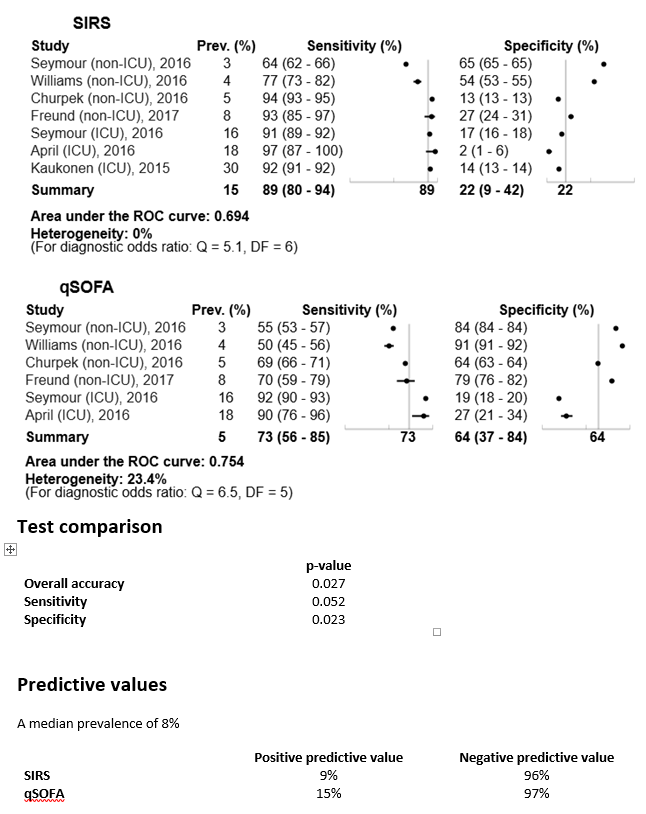 SIRS
Study Prev. (%) Sensitivity (%) Specificity (%)
Seymour (non-ICU), 2016 3 64 (62 - 66) 65 (65 - 65)
Williams (non-ICU), 2016 4 77 (73 - 82) 54 (53 - 55)
Churpek (non-ICU), 2016 5 94 (93 - 95) 13 (13 - 13)
Freund (non-ICU), 2017 8 93 (85 - 97) 27 (24 - 31)
Seymour (ICU), 2016 16 91 (89 - 92) 17 (16 - 18)
April (ICU), 2016 18 97 (87 - 100) 2 (1 - 6)
Kaukonen (ICU), 2015 30 92 (91 - 92) 14 (13 - 14)
Summary 15 89 (80 - 94) 89 22 (9 - 42) 22
Area under the ROC curve: 0.694
Heterogeneity: 0%
(For diagnostic odds ratio: Q = 5.1, DF = 6)
qSOFA
Study Prev. (%) Sensitivity (%) Specificity (%)
Seymour (non-ICU), 2016 3 55 (53 - 57) 84 (84 - 84)
Williams (non-ICU), 2016 4 50 (45 - 56) 91 (91 - 92)
Churpek (non-ICU), 2016 5 69 (66 - 71) 64 (63 - 64)
Freund (non-ICU), 2017 8 70 (59 - 79) 79 (76 - 82)
Seymour (ICU), 2016 16 92 (90 - 93) 19 (18 - 20)
April (ICU), 2016 18 90 (76 - 96) 27 (21 - 34)
Summary 5 73 (56 - 85) 73 64 (37 - 84) 64
Area under the ROC curve: 0.754
Heterogeneity: 23.4%
(For diagnostic odds ratio: Q = 6.5, DF = 5)
Test comparison
p-value
Overall accuracy 0.027
Sensitivity 0.052
Specificity 0.023
Predictive values
A median prevalence of 8%
Positive predictive value Negative predictive value
SIRS 9% 96%
qSOFA 15% 97%